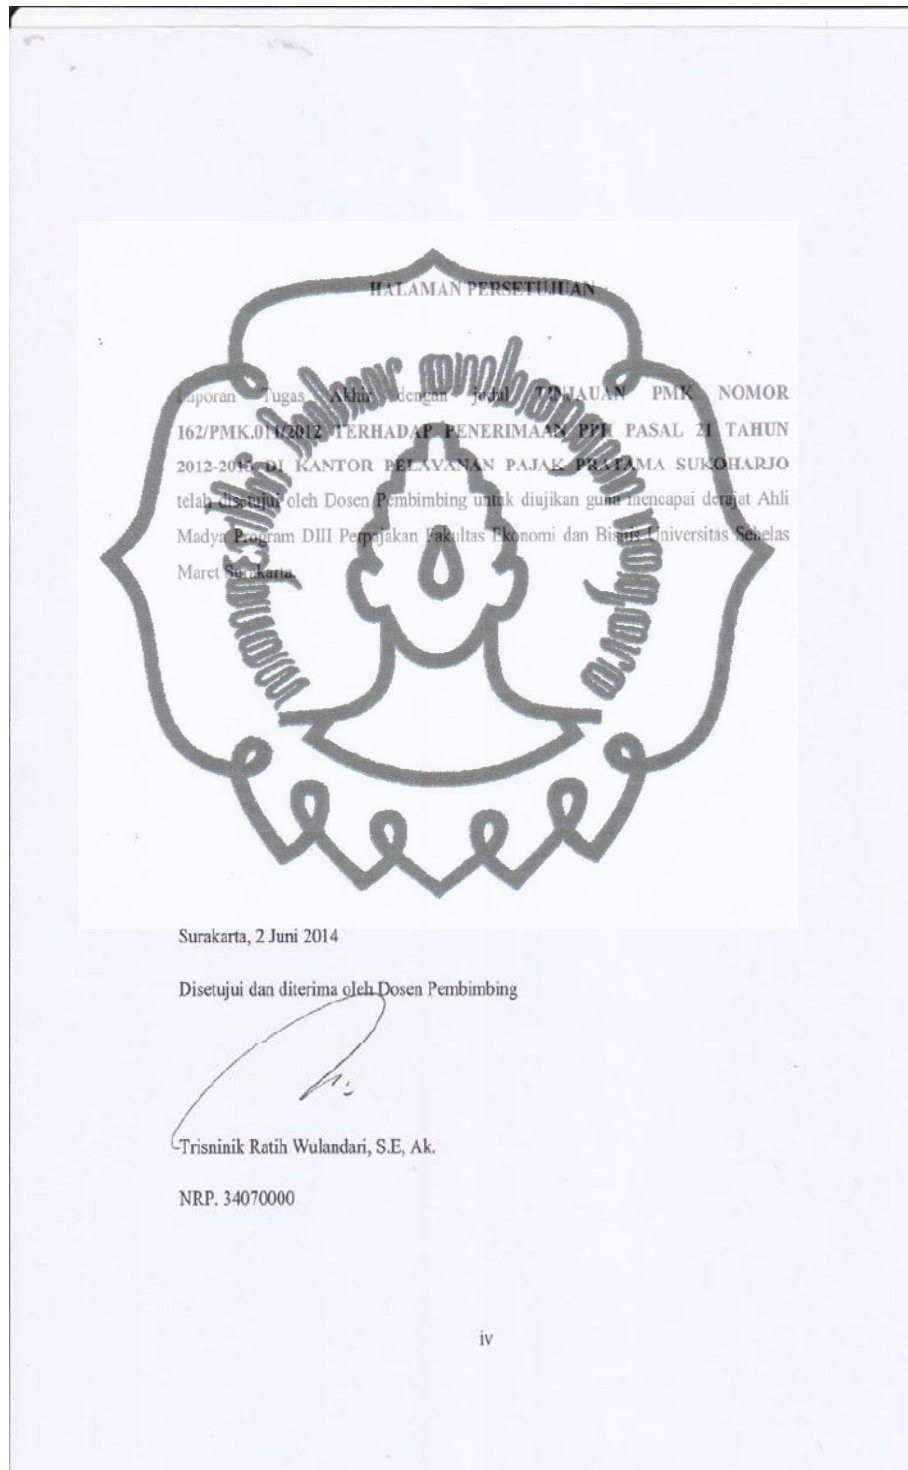 HALAMAN PERSETUJUAN
Laporan Tugas Akhir dengan judul TINJAUAN PMK NOMOR
162/PMK.011/2012 TERHADAP PENERIMAAN PPH PASAL 21 TAHUN
2012-2013 DI KANTOR PELAYANAN PAJAK PRATAMA SUKOHARJO
telah disetujui oleh Dosen Pembimbing untuk diujikan guna mencapai derajat Ahli
Madya Program DIII Perpajakan Fakultas Ekonomi dan Bisnis Universitas Sebelas
Maret Surakarta.
Surakarta, 2 Juni 2014
Disetujui dan diterima oleh Dosen Pembimbing
Trisninik Ratih Wulandari, S.E, Ak.
NRP. 34070000
iv